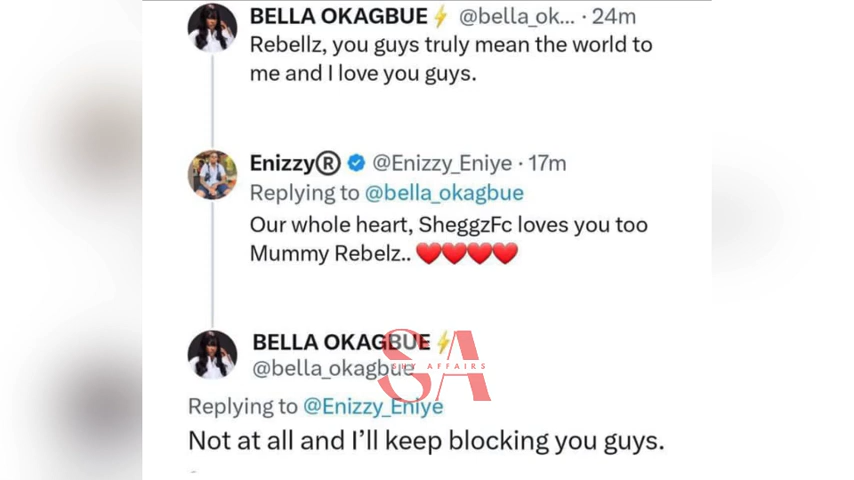 BELLA OKAGBUE⚡ @bella_ok... · 24m
Rebellz, you guys truly mean the world to
me and I love you guys.
Enizzy® @Enizzy_Eniye · 17m
Replying to @bella_okagbue
Our whole heart, SheggzFc loves you too
Mummy Rebelz.. ❤️❤️❤️❤️
BELLA OKAGBUE⚡
@bella_okagbue
SA
SLY AFFAIRS
Replying to @Enizzy_Eniye
Not at all and I’ll keep blocking you guys.